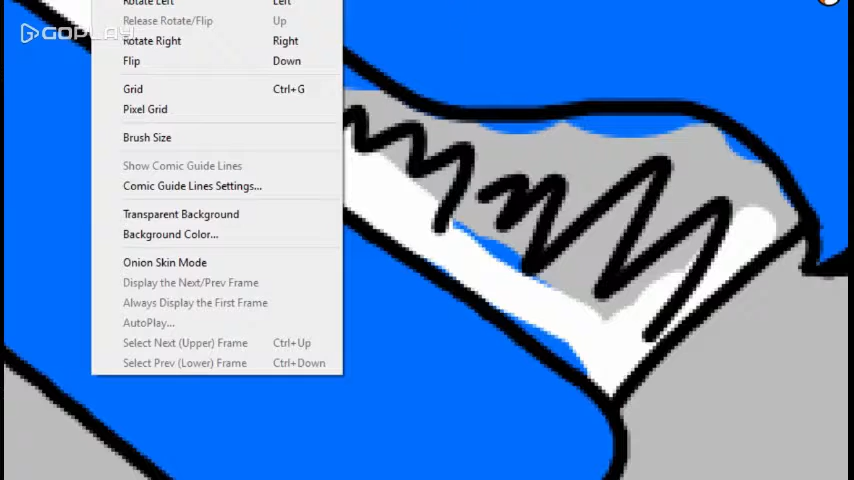 Rotate Left Left
GOPLAY
Release Rotate/Flip Up
Rotate Right Right
Flip Down
Grid Ctrl+G
Pixel Grid
Brush Size
Show Comic Guide Lines
Comic Guide Lines Settings...
Transparent Background
Background Color...
Onion Skin Mode
Display the Next/Prev Frame
Always Display the First Frame
AutoPlay...
Select Next (Upper) Frame Ctrl+Up
Select Prev (Lower) Frame Ctrl+Down